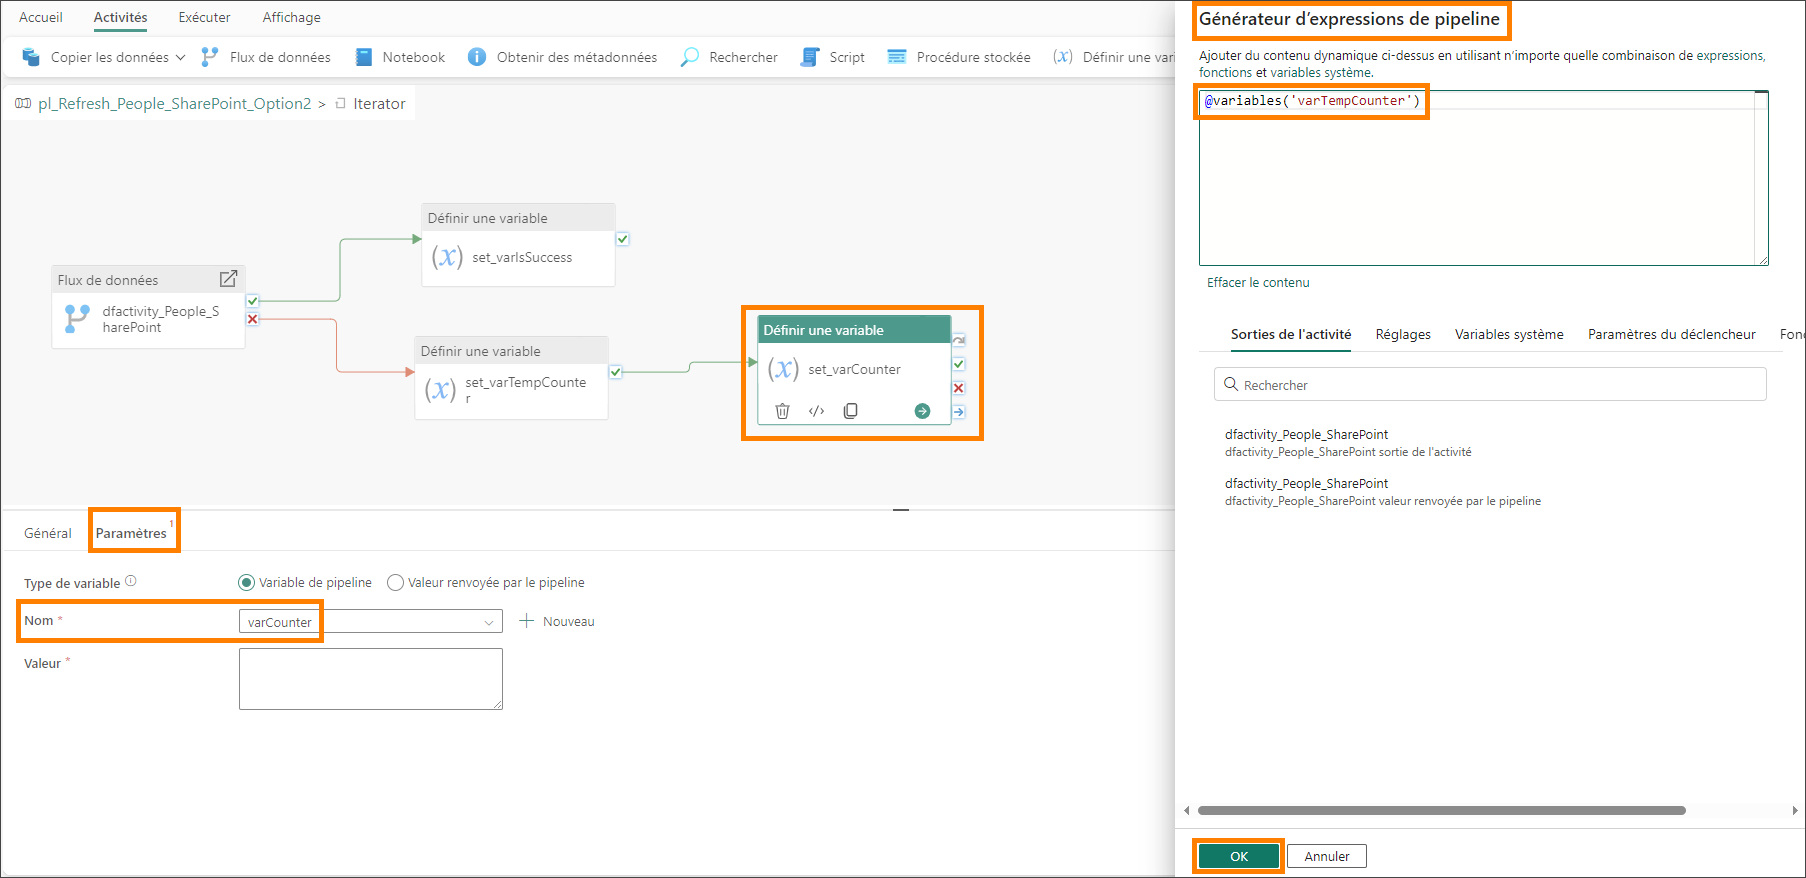 Accueil
Activités
Exécuter
Affichage
Copier les données
Flux de données
Notebook
Obtenir des métadonnées
Rechercher
Script
Procédure stockée
(x) Définir une vari
pl_Refresh_People_SharePoint_Option2 > Iterator
Définir une variable
(x) set_varIsSuccess
Flux de données
dfactivity_People_S
harePoint
Définir une variable
(x) set_varTempCounte
r
Définir une variable
(x) set_varCounter
Général
Paramètres 1
Type de variable
Variable de pipeline
Valeur renvoyée par le pipeline
Nom *
varCounter
Nouveau
Valeur *
Générateur d’expressions de pipeline
Ajouter du contenu dynamique ci-dessus en utilisant n’importe quelle combinaison de expressions,
fonctions et variables système.
@variables('varTempCounter')
Effacer le contenu
Sorties de l'activité
Réglages
Variables système
Paramètres du déclencheur
Fonc
Rechercher
dfactivity_People_SharePoint
dfactivity_People_SharePoint sortie de l'activité
dfactivity_People_SharePoint
dfactivity_People_SharePoint valeur renvoyée par le pipeline
OK
Annuler